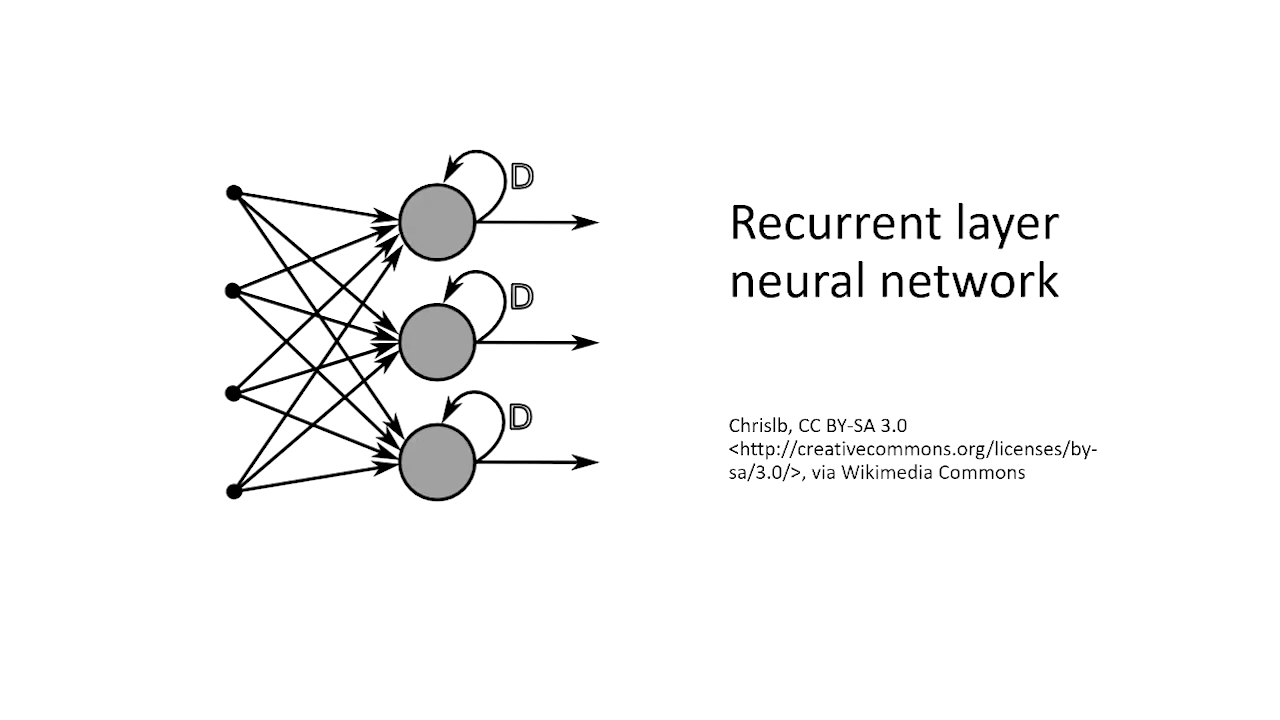 D
D
D
Recurrent layer
neural network
Chrislb, CC BY-SA 3.0
<http://creativecommons.org/licenses/by-
sa/3.0/>, via Wikimedia Commons